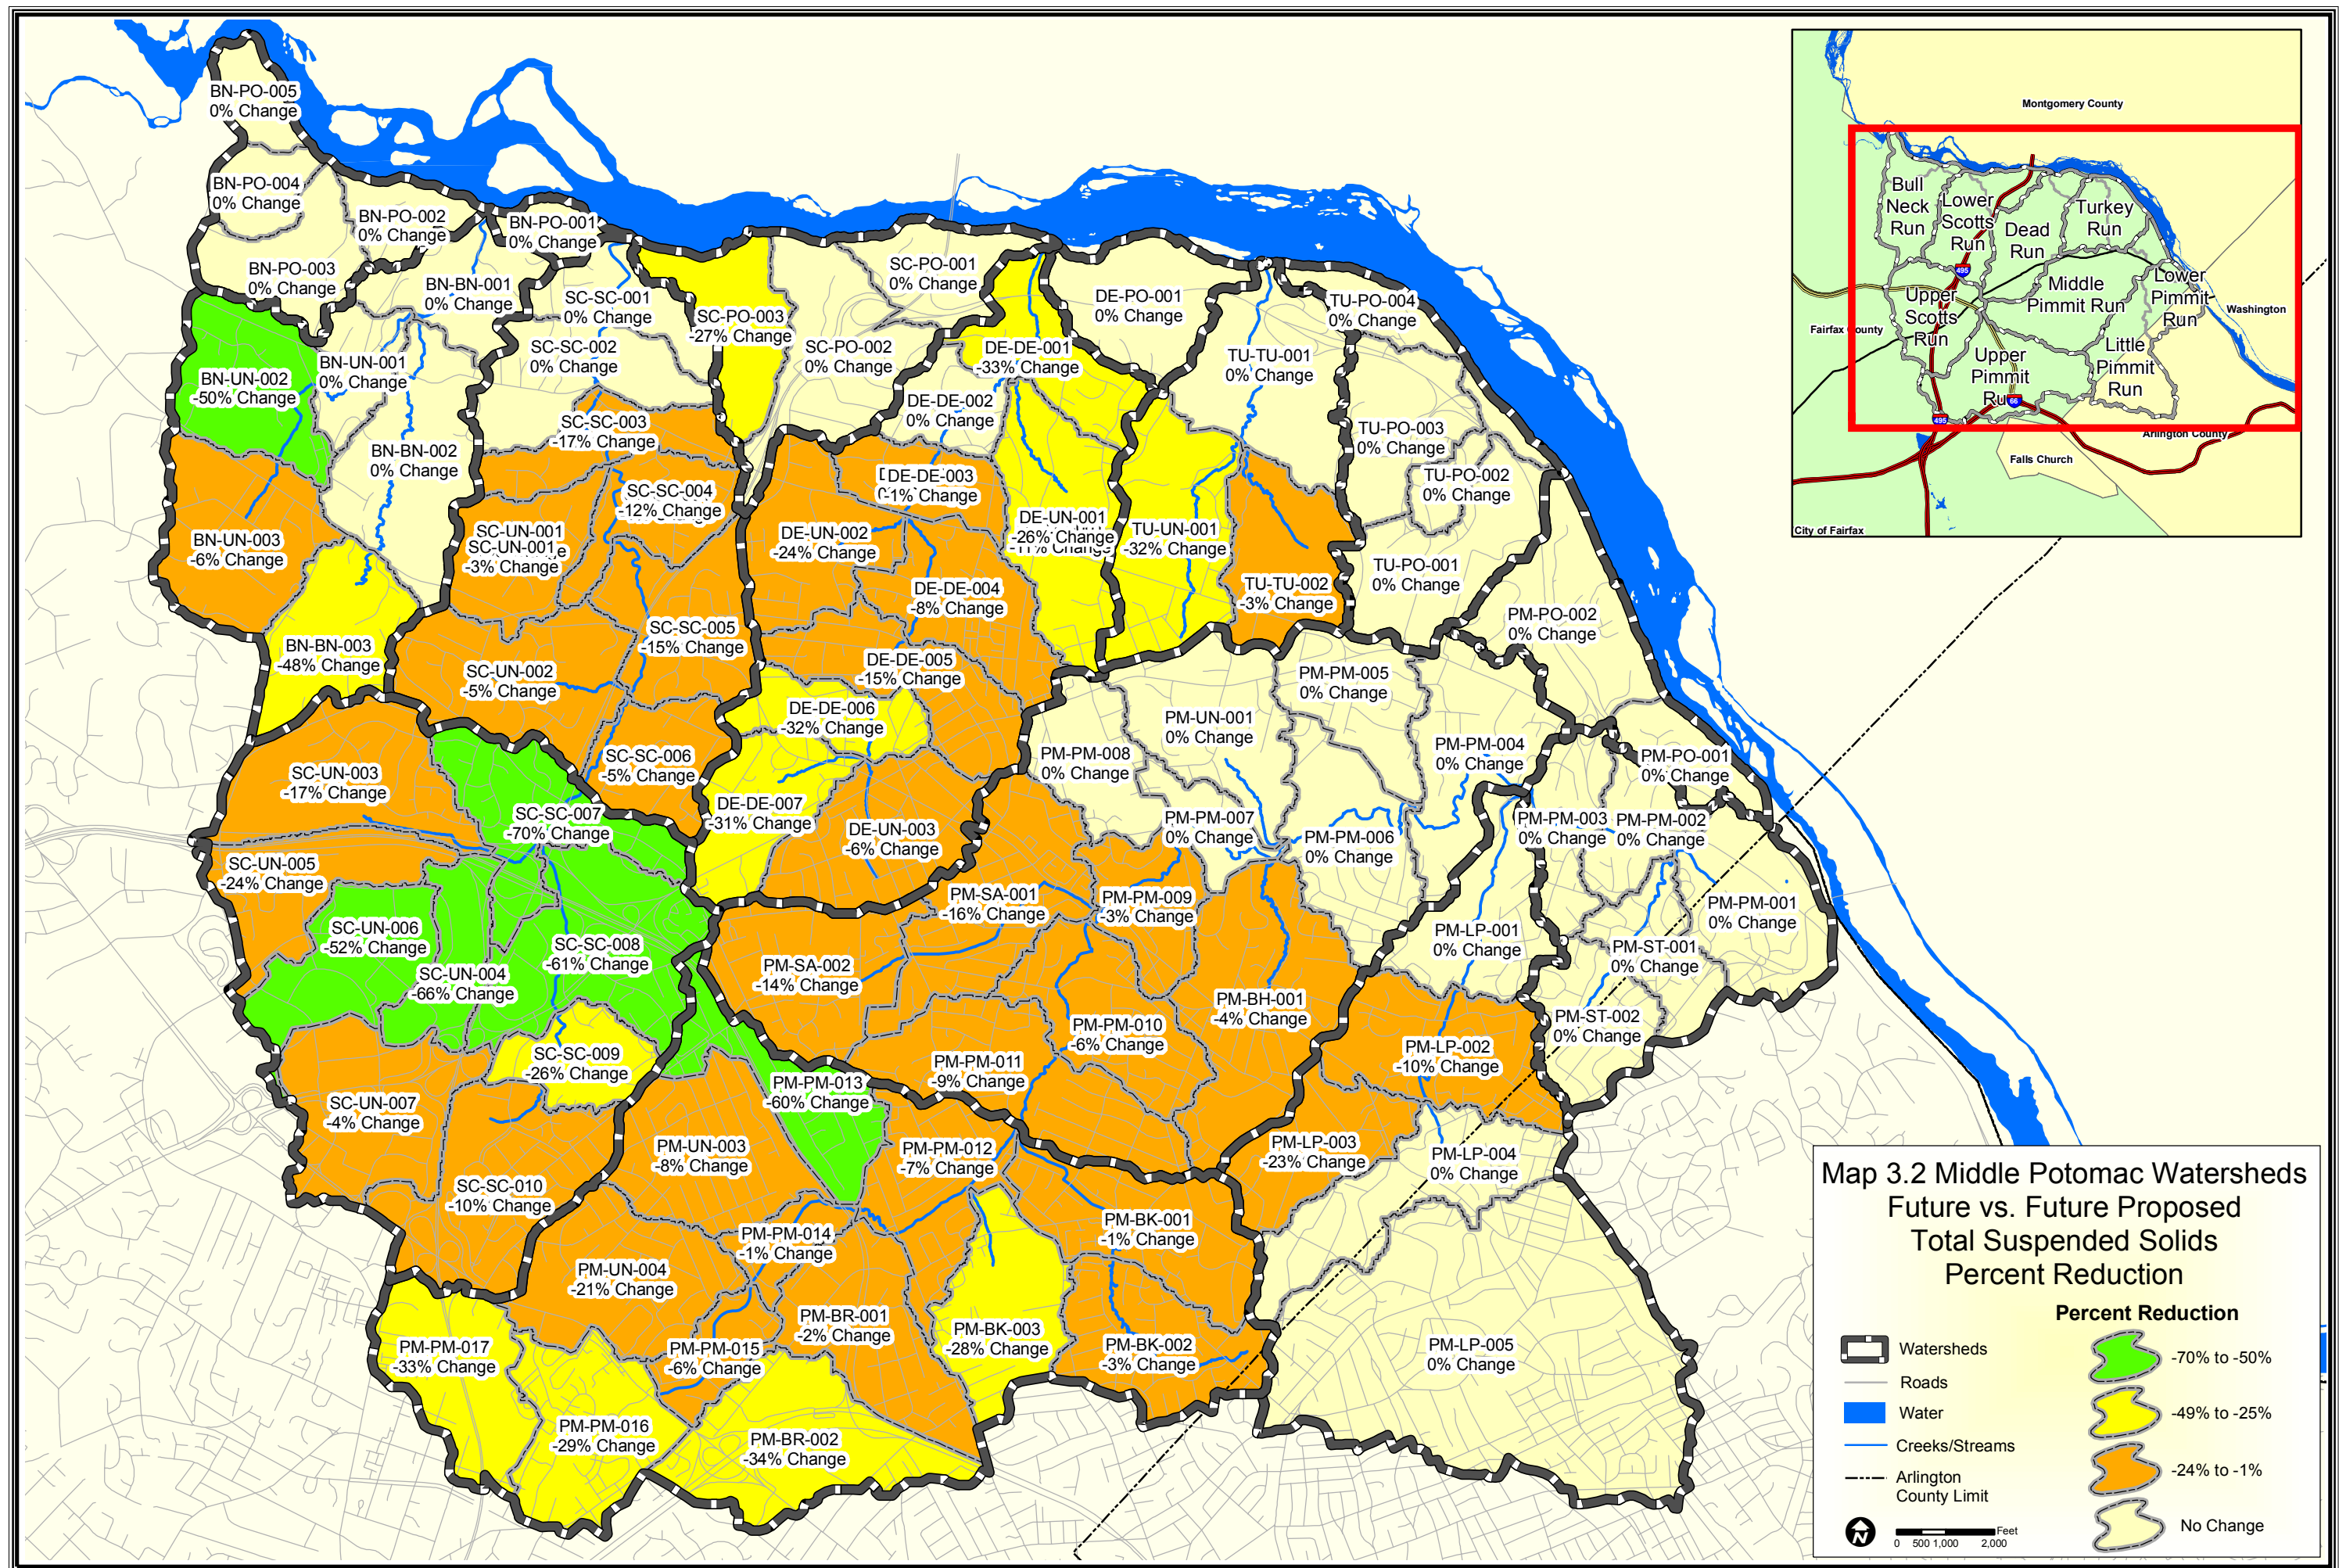 BN-PO-005
0% Change
BN-PO-004
0% Change
BN-PO-002
0% Change
BN-PO-001
0% Change
BN-PO-003
0% Change
BN-BN-001
0% Change
SC-SC-001
0% Change
SC-PO-001
0% Change
DE-PO-001
0% Change
TU-PO-004
0% Change
SC-PO-003
-27% Change
SC-PO-002
0% Change
DE-DE-001
-33% Change
TU-TU-001
0% Change
BN-UN-002
-50% Change
BN-UN-001
0% Change
SC-SC-002
0% Change
DE-DE-002
0% Change
SC-SC-003
-17% Change
TU-PO-003
0% Change
BN-BN-002
0% Change
DE-DE-003
-1% Change
TU-PO-002
0% Change
SC-SC-004
-12% Change
BN-UN-003
-6% Change
SC-UN-001
SC-UN-001
-3% Change
DE-UN-002
-24% Change
DE-UN-001
-26% Change
-11% Change
TU-UN-001
-32% Change
TU-TU-002
-3% Change
TU-PO-001
0% Change
DE-DE-004
-8% Change
PM-PO-002
0% Change
BN-BN-003
-48% Change
SC-UN-002
-5% Change
SC-SC-005
-15% Change
DE-DE-005
-15% Change
PM-PM-005
0% Change
DE-DE-006
-32% Change
PM-UN-001
0% Change
SC-UN-003
-17% Change
SC-SC-006
-5% Change
PM-PM-008
0% Change
PM-PM-004
0% Change
PM-PO-001
0% Change
SC-SC-007
-70% Change
DE-DE-007
-31% Change
DE-UN-003
-6% Change
PM-PM-007
0% Change
PM-PM-006
0% Change
PM-PM-003
0% Change
PM-PM-002
0% Change
SC-UN-005
-24% Change
PM-SA-001
-16% Change
PM-PM-009
-3% Change
PM-PM-001
0% Change
SC-UN-006
-52% Change
SC-SC-008
-61% Change
PM-LP-001
0% Change
PM-ST-001
0% Change
SC-UN-004
-66% Change
PM-SA-002
-14% Change
PM-BH-001
-4% Change
PM-ST-002
0% Change
SC-SC-009
-26% Change
PM-PM-010
-6% Change
PM-PM-011
-9% Change
PM-LP-002
-10% Change
PM-PM-013
-60% Change
SC-UN-007
-4% Change
PM-UN-003
-8% Change
PM-PM-012
-7% Change
PM-LP-003
-23% Change
PM-LP-004
0% Change
SC-SC-010
-10% Change
PM-PM-014
-1% Change
PM-BK-001
-1% Change
PM-UN-004
-21% Change
PM-BR-001
-2% Change
PM-BK-003
-28% Change
PM-BK-002
-3% Change
PM-PM-017
-33% Change
PM-PM-015
-6% Change
PM-LP-005
0% Change
PM-PM-016
-29% Change
PM-BR-002
-34% Change
Montgomery County
Bull
Neck
Run
Lower
Scotts
Run
Dead
Run
Turkey
Run
Upper
Scotts
Run
Middle
Pimmit Run
Lower
Pimmit
Run
Washington
Fairfax County
Upper
Pimmit
Run
Little
Pimmit
Run
495
66
495
Arlington County
Falls Church
City of Fairfax
Map 3.2 Middle Potomac Watersheds
Future vs. Future Proposed
Total Suspended Solids
Percent Reduction
Percent Reduction
Watersheds
Roads
Water
Creeks/Streams
Arlington
County Limit
-70% to -50%
-49% to -25%
-24% to -1%
No Change
N
Feet
0 500 1,000 2,000